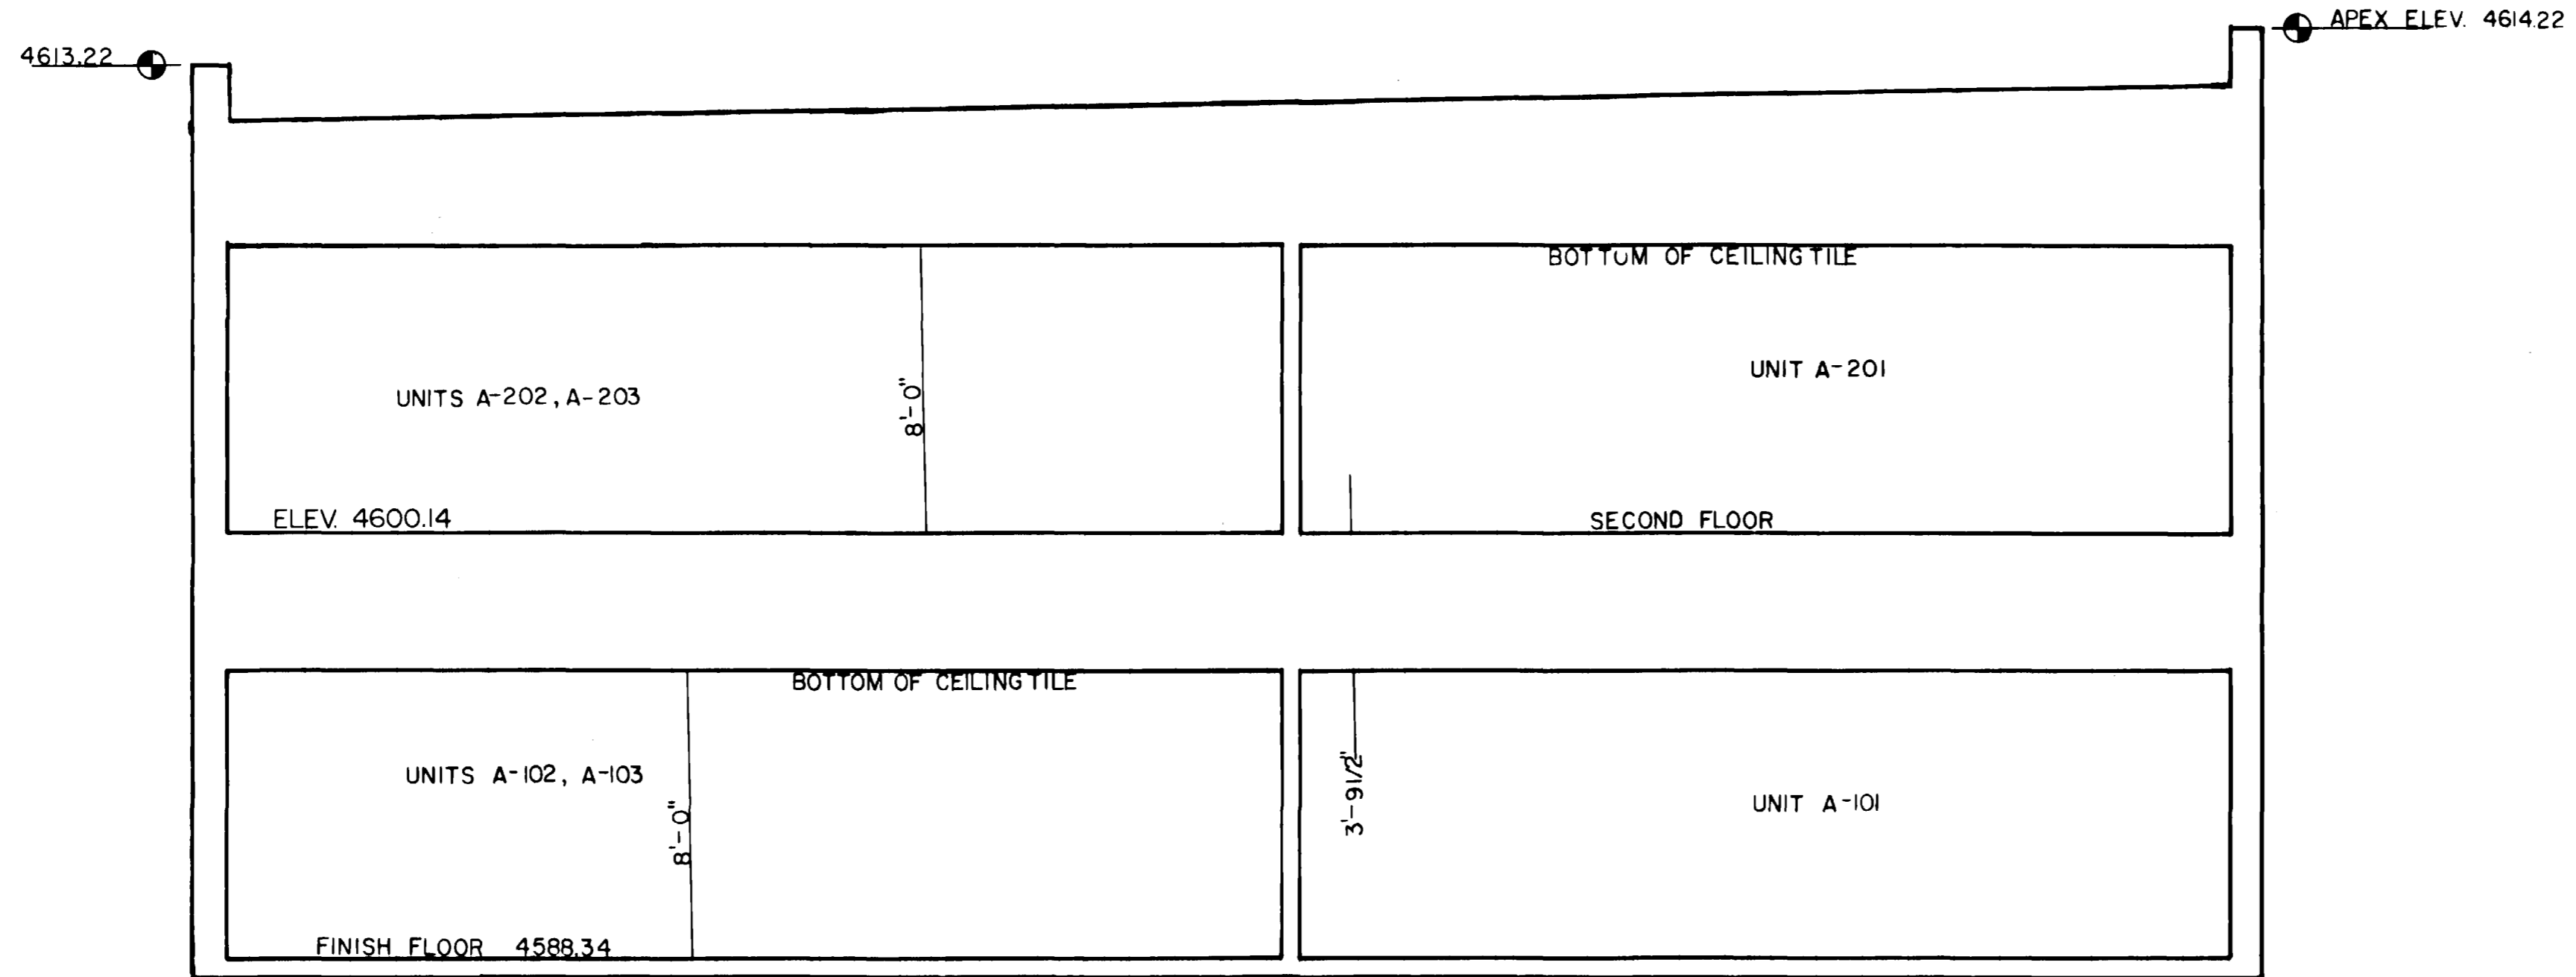 4613.22
APEX ELEV. 4614.22
BOTTOM OF CEILING TILE
UNIT A-201
UNITS A-202, A-203
8'-0"
ELEV. 4600.14
SECOND FLOOR
BOTTOM OF CEILING TILE
UNITS A-102, A-103
8'-0"
3'-9 1/2"
UNIT A-101
FINISH FLOOR 4588.34